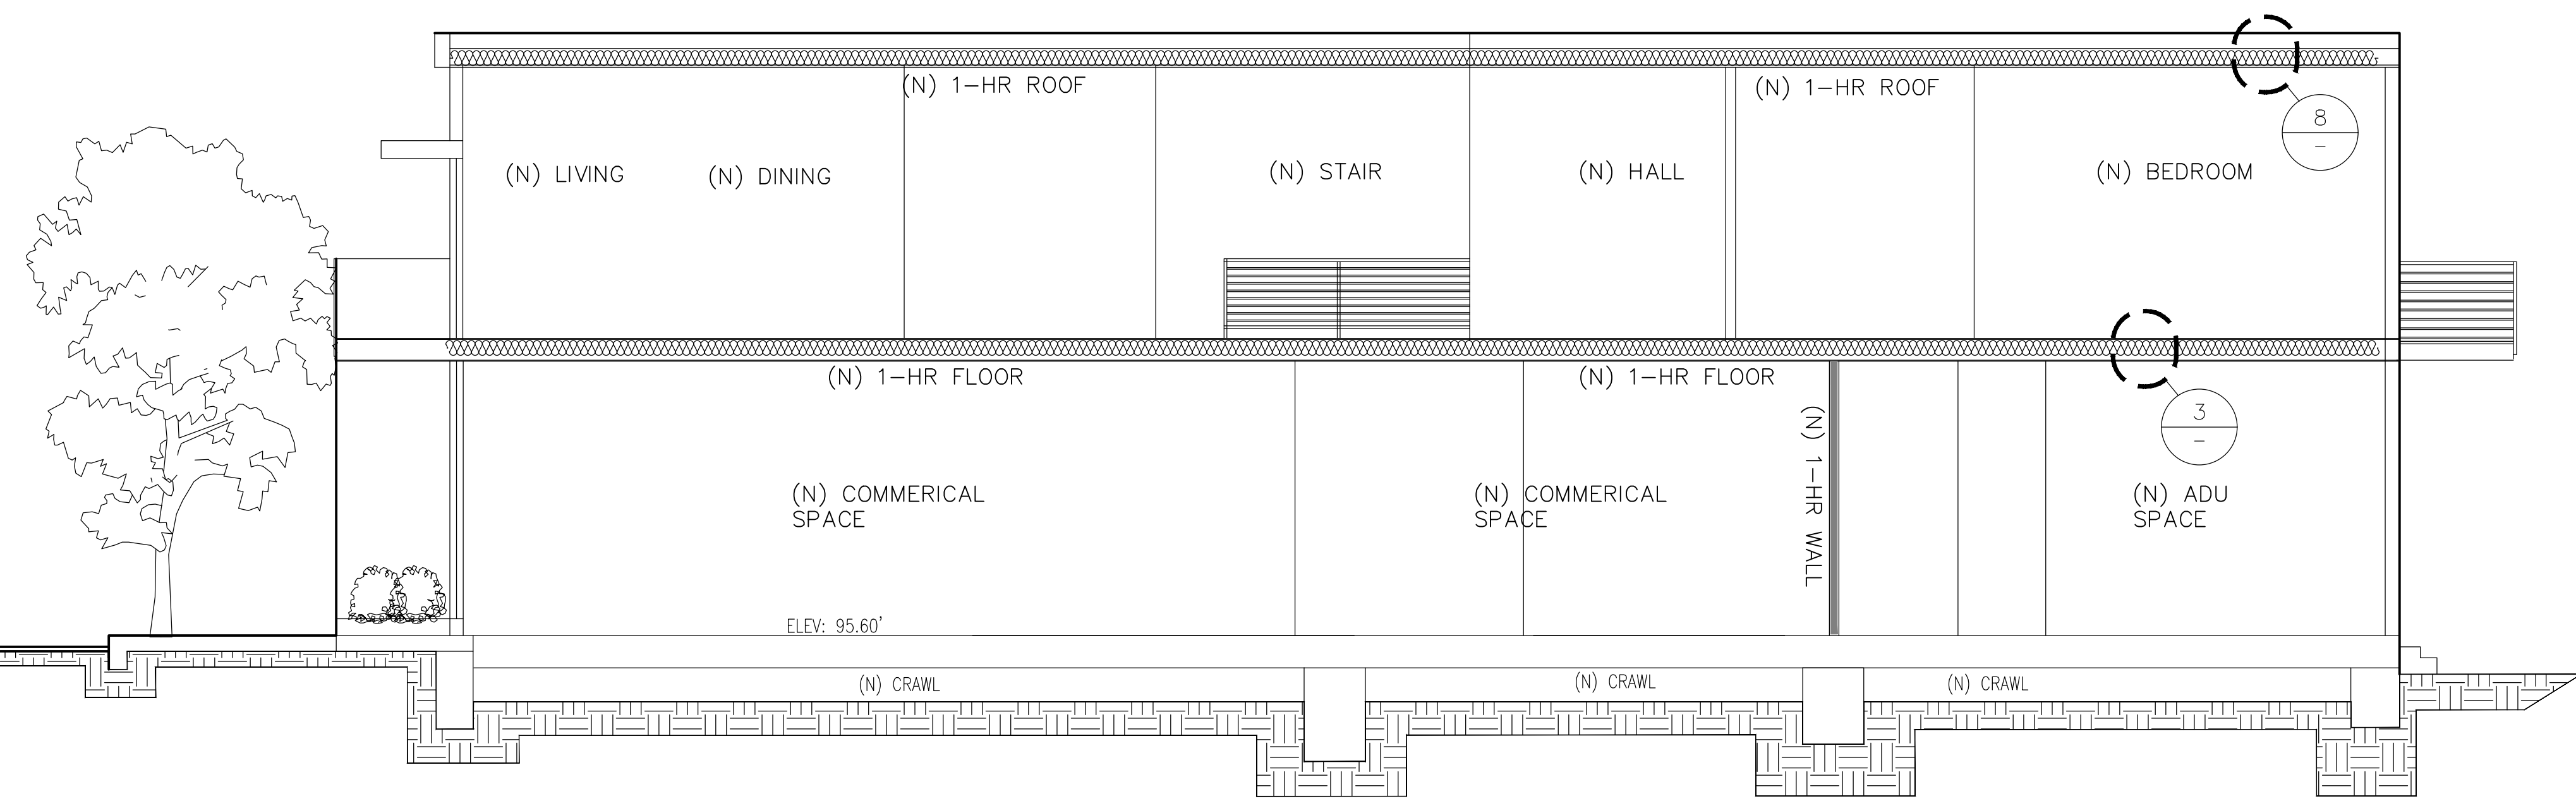 (N) 1-HR ROOF
(N) 1-HR ROOF
8
-
(N) LIVING
(N) DINING
(N) STAIR
(N) HALL
(N) BEDROOM
(N) 1-HR FLOOR
(N) 1-HR FLOOR
3
-
(N) 1-HR WALL
(N) COMMERICAL
SPACE
(N) COMMERICAL
SPACE
(N) ADU
SPACE
ELEV: 95.60'
(N) CRAWL
(N) CRAWL
(N) CRAWL